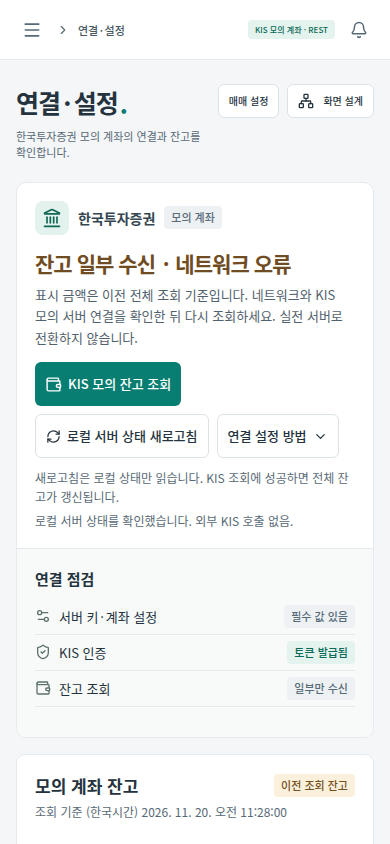 연결·설정
KIS 모의 계좌 · REST
연결·설정.
매매 설정
화면 설계
한국투자증권 모의 계좌의 연결과 잔고를
확인합니다.
한국투자증권
모의 계좌
잔고 일부 수신 · 네트워크 오류
표시 금액은 이전 전체 조회 기준입니다. 네트워크와 KIS
모의 서버 연결을 확인한 뒤 다시 조회하세요. 실전 서버로
전환하지 않습니다.
KIS 모의 잔고 조회
로컬 서버 상태 새로고침
연결 설정 방법
새로고침은 로컬 상태만 읽습니다. KIS 조회에 성공하면 전체 잔
고가 갱신됩니다.
로컬 서버 상태를 확인했습니다. 외부 KIS 호출 없음.
연결 점검
서버 키·계좌 설정
필수 값 있음
KIS 인증
토큰 발급됨
잔고 조회
일부만 수신
모의 계좌 잔고
이전 조회 잔고
조회 기준 (한국시간) 2026. 11. 20. 오전 11:28:00